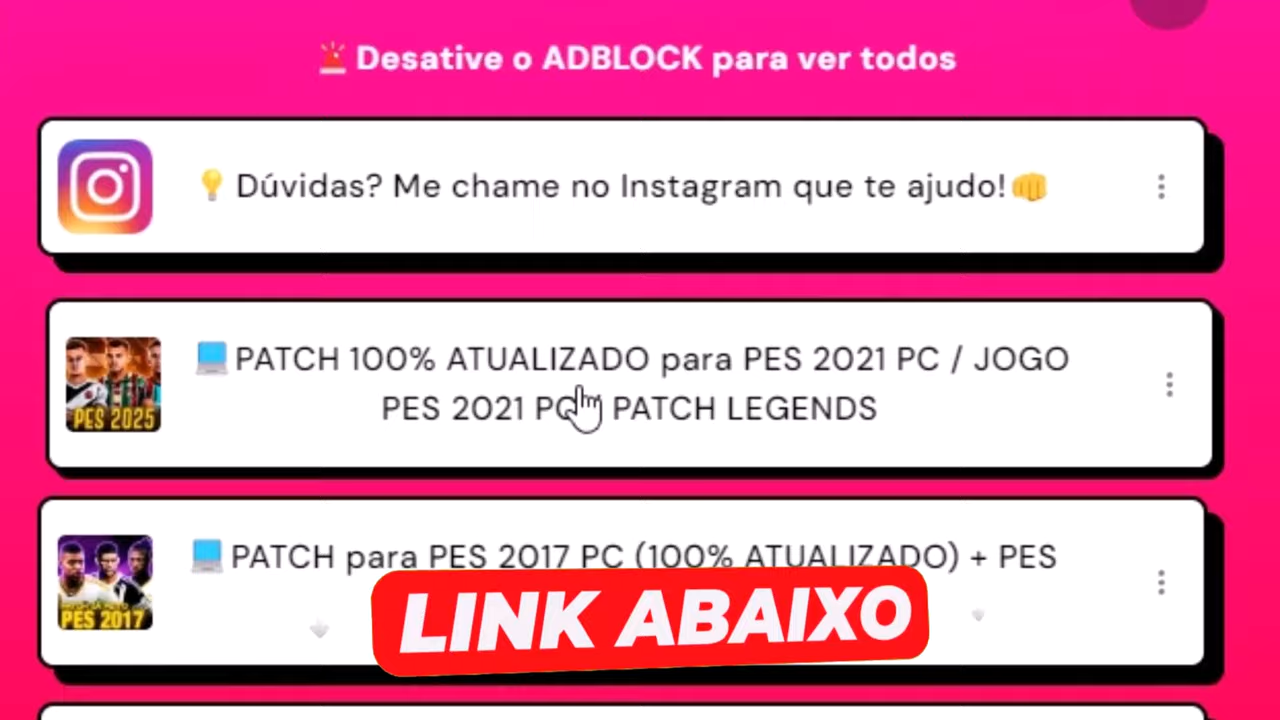 🚨 Desative o ADBLOCK para ver todos
💡 Dúvidas? Me chame no Instagram que te ajudo!👊
💻PATCH 100% ATUALIZADO para PES 2021 PC / JOGO
PES 2025
PES 2021 PATCH LEGENDS
💻PATCH para PES 2017 PC (100% ATUALIZADO) + PES
PES 2017
LINK ABAIXO